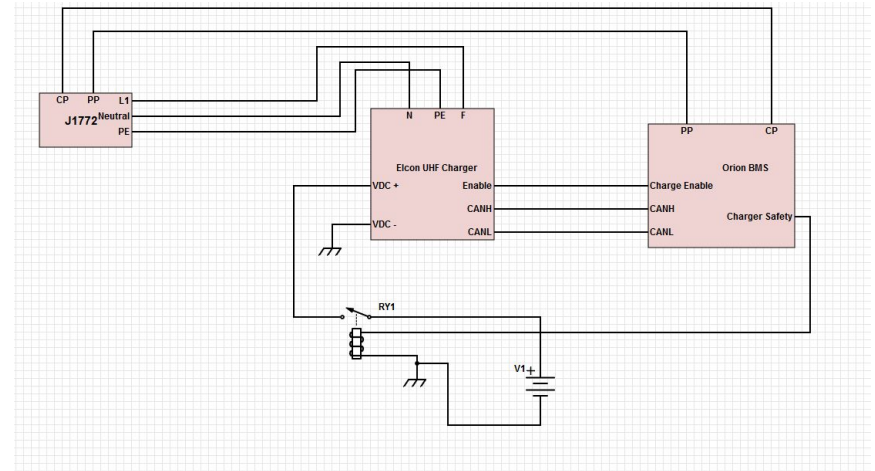 CP PP L1
J1772 Neutral
PE
N PE F
Elcon UHF Charger
VDC + Enable
CANH
VDC -
CANL
PP CP
Orion BMS
Charge Enable
CANH
Charger Safety
CANL
RY1
V1 +